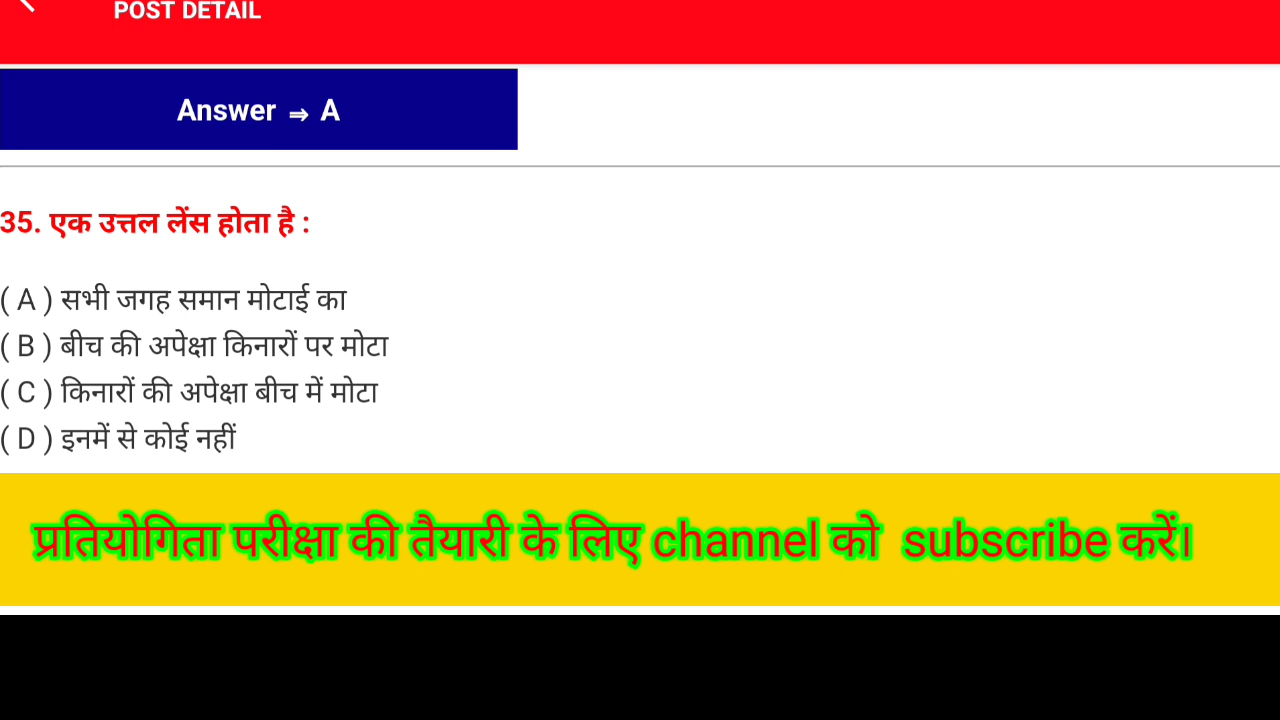 POST DETAIL
Answer ⇒ A
35. एक उत्तल लेंस होता है :
( A ) सभी जगह समान मोटाई का
( B ) बीच की अपेक्षा किनारों पर मोटा
( C ) किनारों की अपेक्षा बीच में मोटा
( D ) इनमें से कोई नहीं
प्रतियोगिता परीक्षा की तैयारी के लिए channel को subscribe करें।